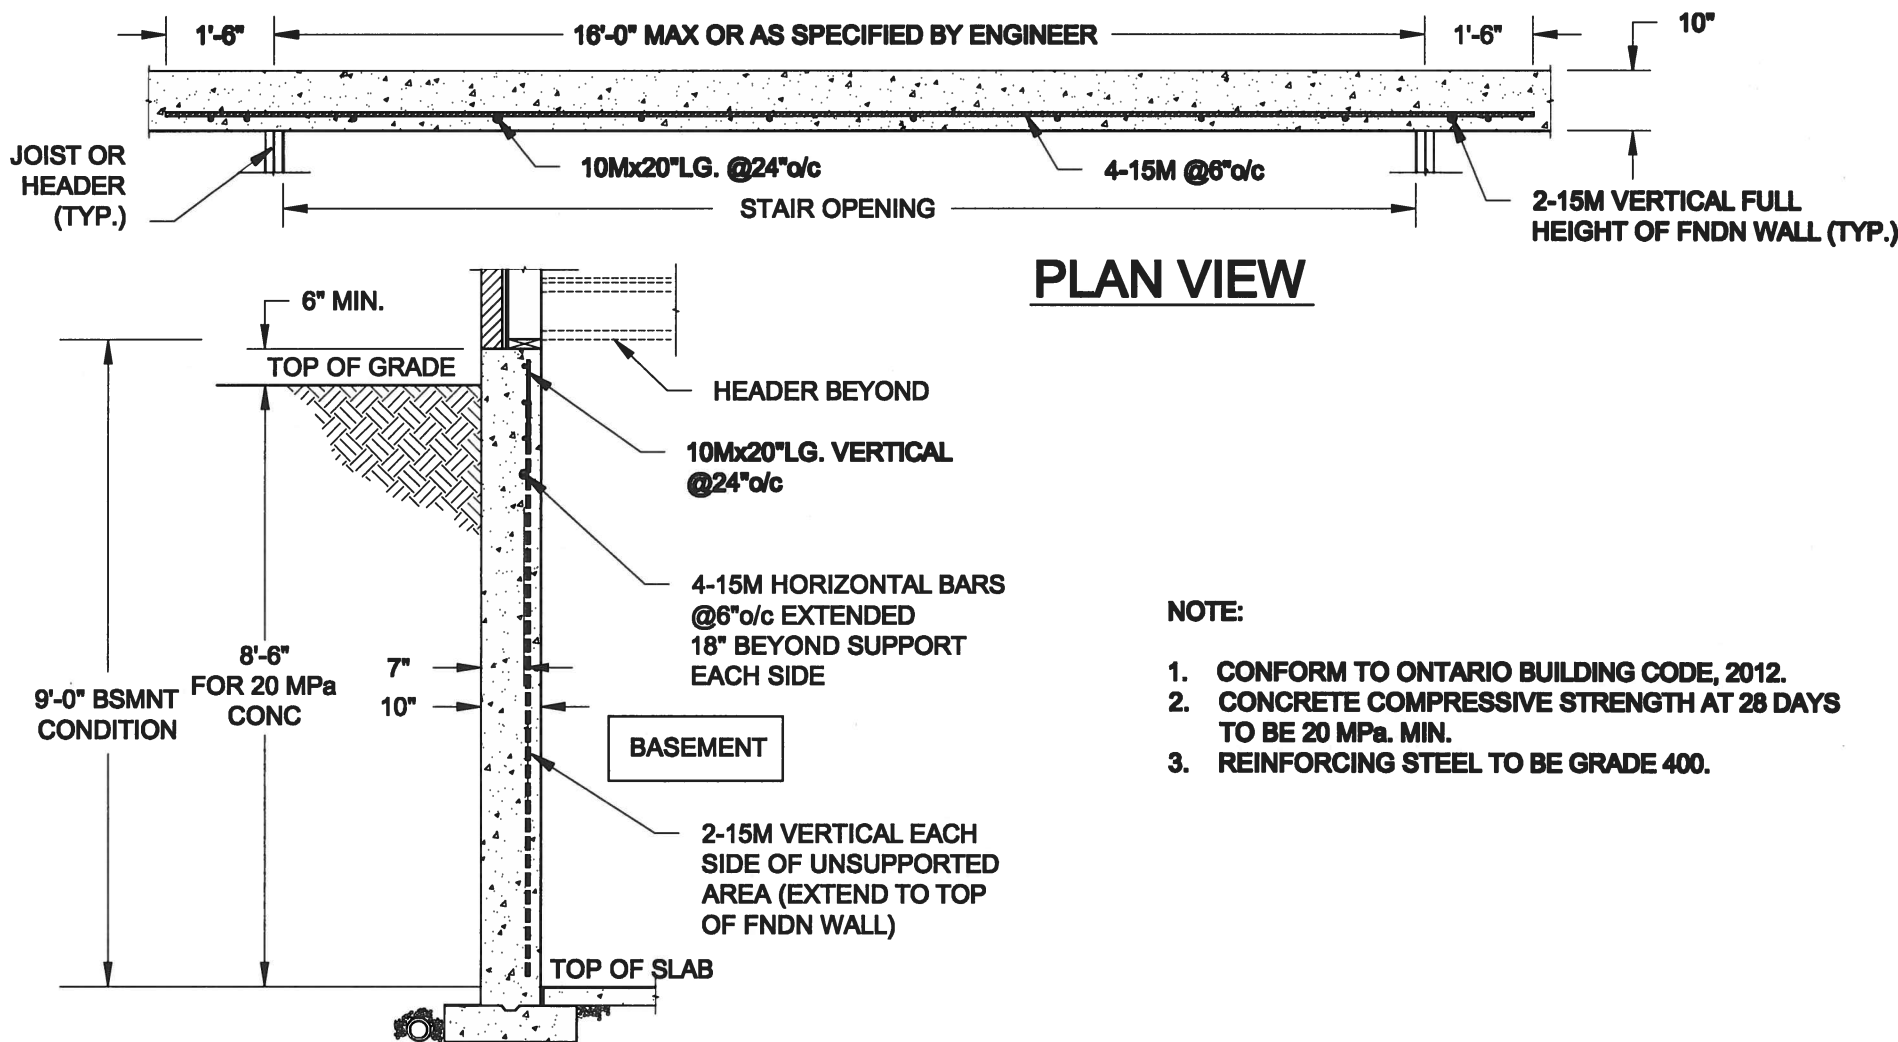 1'-6"
16'-0" MAX OR AS SPECIFIED BY ENGINEER
1'-6"
10"
JOIST OR
HEADER
(TYP.)
10Mx20"LG. @24"o/c
4-15M @6"o/c
STAIR OPENING
2-15M VERTICAL FULL
HEIGHT OF FNDN WALL (TYP.)
PLAN VIEW
6" MIN.
TOP OF GRADE
HEADER BEYOND
10Mx20"LG. VERTICAL
@24"o/c
4-15M HORIZONTAL BARS
@6"o/c EXTENDED
18" BEYOND SUPPORT
EACH SIDE
9'-0" BSMNT
CONDITION
8'-6"
FOR 20 MPa
CONC
7"
10"
BASEMENT
2-15M VERTICAL EACH
SIDE OF UNSUPPORTED
AREA (EXTEND TO TOP
OF FNDN WALL)
TOP OF SLAB
NOTE:
1. CONFORM TO ONTARIO BUILDING CODE, 2012.
2. CONCRETE COMPRESSIVE STRENGTH AT 28 DAYS
TO BE 20 MPa. MIN.
3. REINFORCING STEEL TO BE GRADE 400.